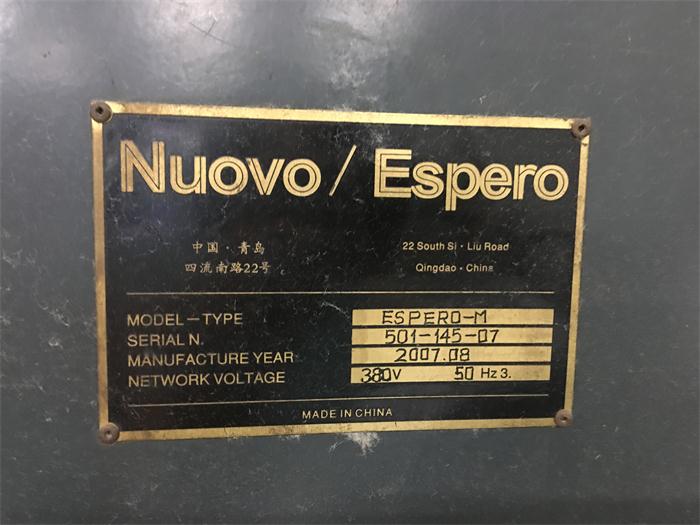 Nuovo / Espero
中国·青岛
四流南路22号
22 South Si · Liu Road
Qingdao · China
MODEL－TYPE ESPERO-M
SERIAL N. 501-145-07
MANUFACTURE YEAR 2007.08
NETWORK VOLTAGE 380V 50 Hz 3.
MADE IN CHINA